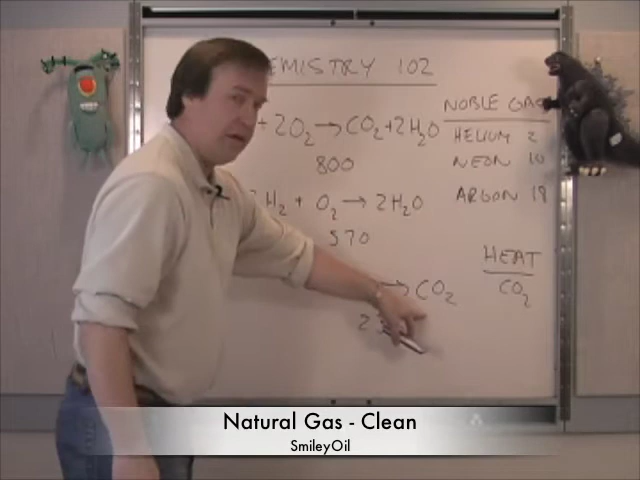 EMISTRY 102
+ 2O₂ → CO₂ + 2H₂O
800
NOBLE GAS
HELIUM 2
NEON 10
ARGON 18
H₂ + O₂ → 2H₂O
570
HEAT
CO₂
→ CO₂
2
Natural Gas - Clean
SmileyOil